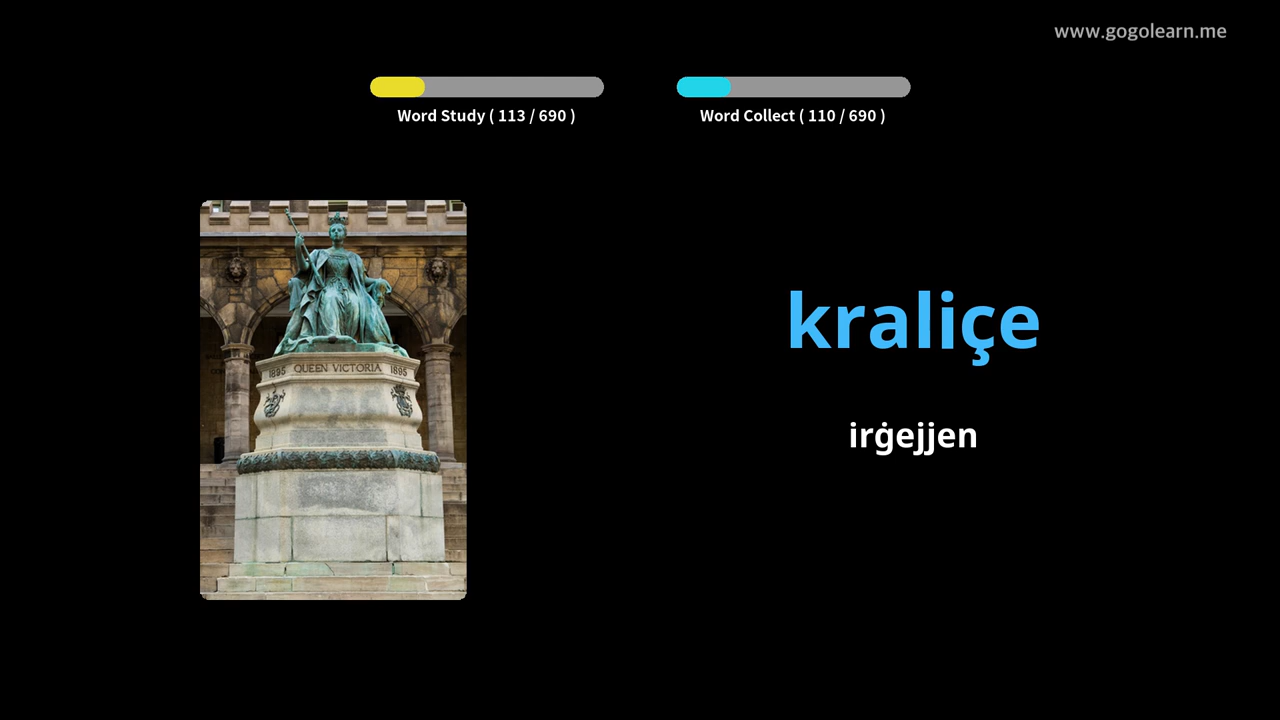 www.gogolearn.me
Word Study ( 113 / 690 )
Word Collect ( 110 / 690 )
1895 QUEEN VICTORIA 1895
kraliçe
irġejjen